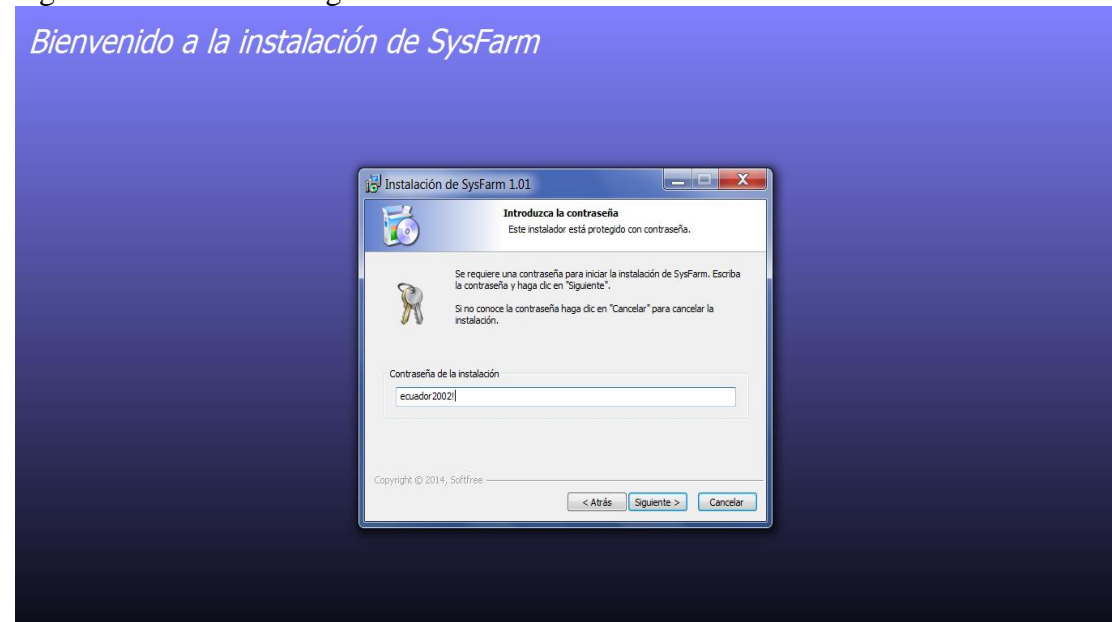 Bienvenido a la instalación de SysFarm
Instalación de SysFarm 1.01
Introduzca la contraseña
Este instalador está protegido con contraseña.
Se requiere una contraseña para iniciar la instalación de SysFarm. Escriba
la contraseña y haga clic en "Siguiente".
Si no conoce la contraseña haga clic en "Cancelar" para cancelar la
instalación.
Contraseña de la instalación
ecuador2002!
Copyright © 2014, Softfree
< Atrás
Siguiente >
Cancelar